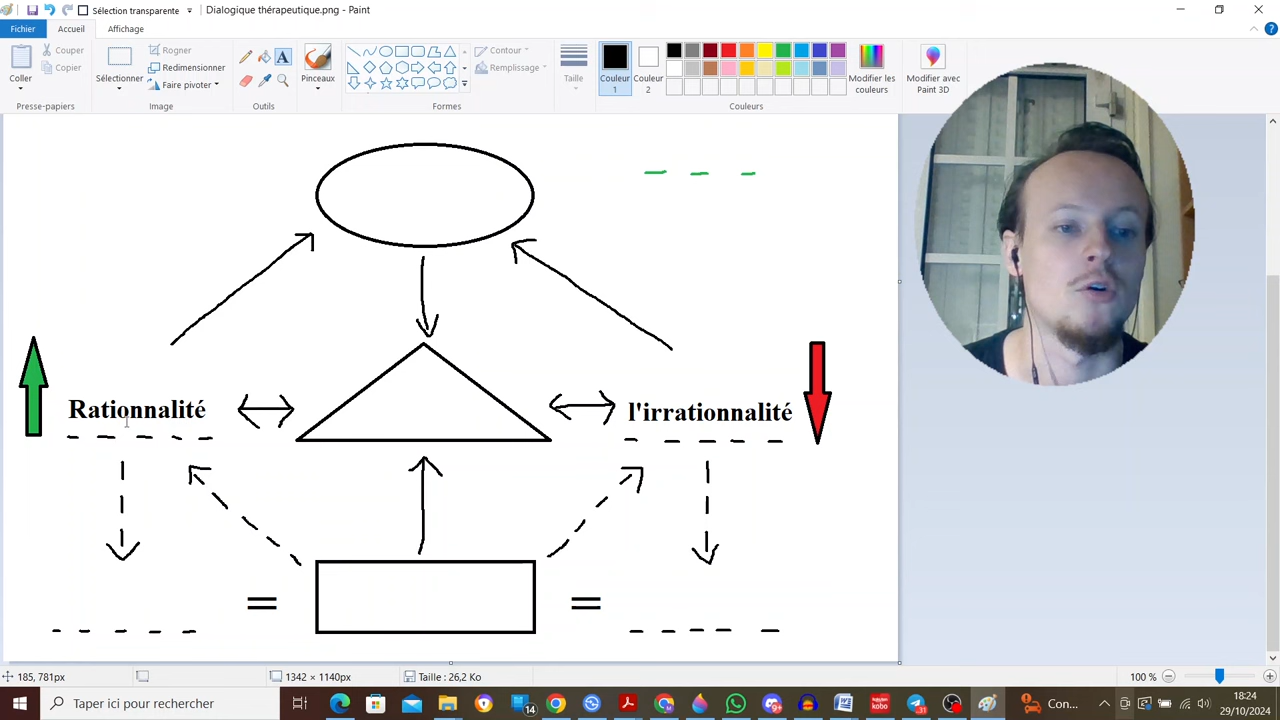 Sélection transparente
Dialogique thérapeutique.png - Paint
Fichier
Accueil
Affichage
Coller
Couper
Copier
Presse-papiers
Sélectionner
Rogner
Redimensionner
Faire pivoter
Image
A
Outils
Pinceaux
Contour
Remplissage
Formes
Taille
Couleur 1
Couleur 2
Modifier les couleurs
Couleurs
Modifier avec Paint 3D
Rationnalité
l'irrationnalité
=
=
185, 781px
1342 × 1140px
Taille : 26,2
100 %
Taper ici pour rechercher
14
9
31
Con...
18:24
29/10/2024